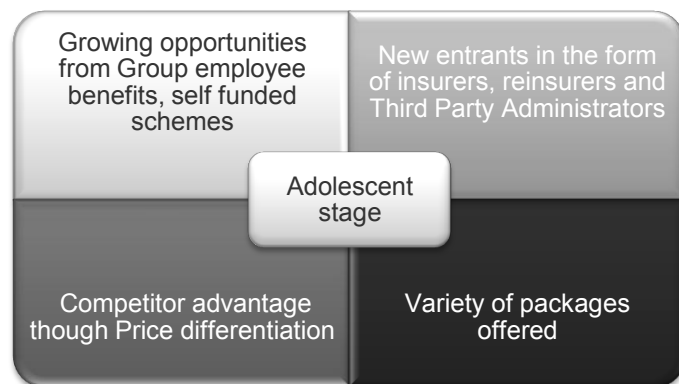 Growing opportunities
from Group employee
benefits, self funded
schemes
New entrants in the form
of insurers, reinsurers and
Third Party Administrators
Adolescent
stage
Competitor advantage
though Price differentiation
Variety of packages
offered